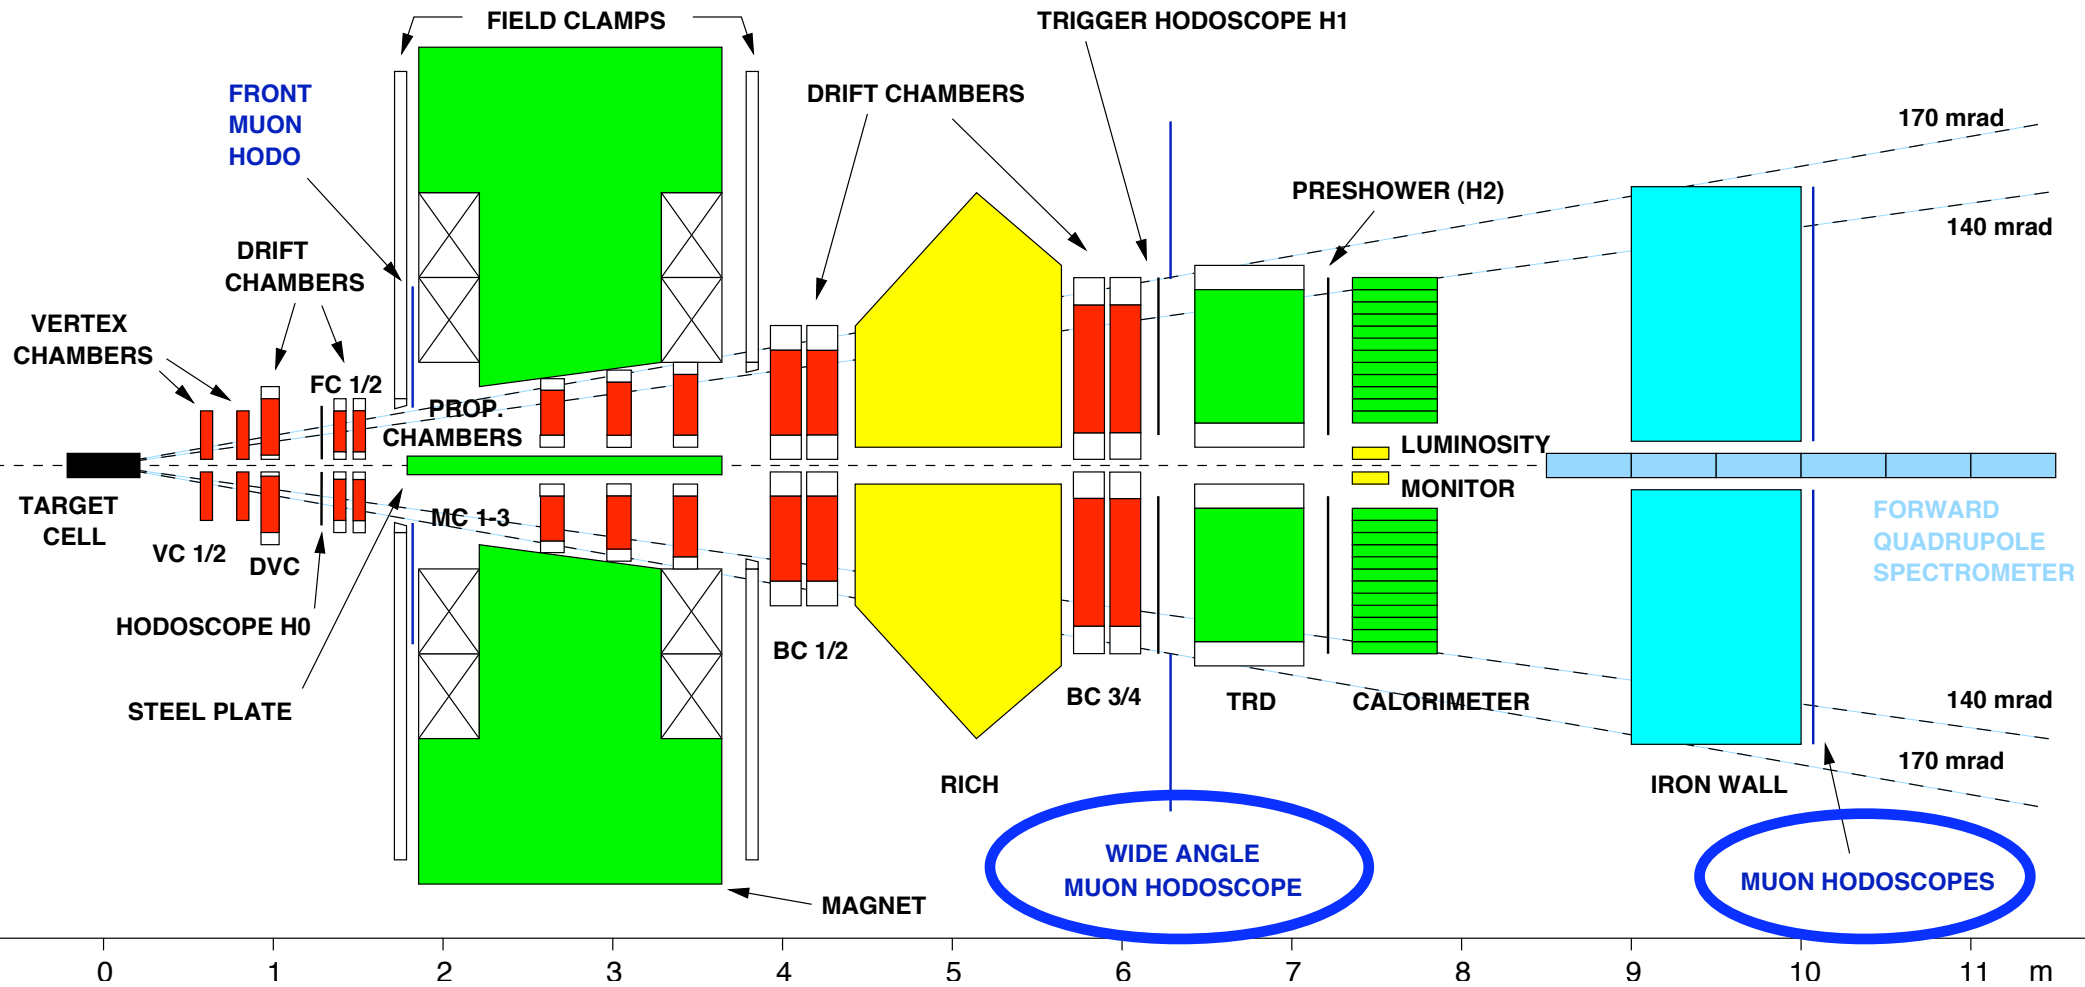 FIELD CLAMPS
TRIGGER HODOSCOPE H1
FRONT
MUON
HODO
DRIFT CHAMBERS
170 mrad
PRESHOWER (H2)
140 mrad
DRIFT
CHAMBERS
VERTEX
CHAMBERS
FC 1/2
PROP.
CHAMBERS
LUMINOSITY
MONITOR
TARGET
CELL
MC 1-3
VC 1/2
DVC
FORWARD
QUADRUPOLE
SPECTROMETER
HODOSCOPE H0
BC 1/2
STEEL PLATE
BC 3/4
TRD
CALORIMETER
140 mrad
170 mrad
RICH
IRON WALL
WIDE ANGLE
MUON HODOSCOPE
MUON HODOSCOPES
MAGNET
0 1 2 3 4 5 6 7 8 9 10 11 m